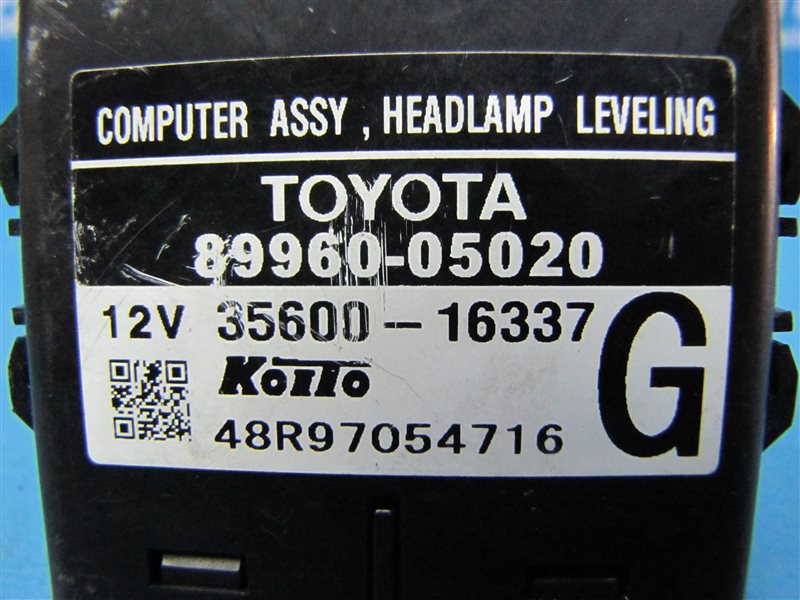 COMPUTER ASSY , HEADLAMP LEVELING
TOYOTA
89960-05020
12V 35600-16337 G
KOITO
48R97054716